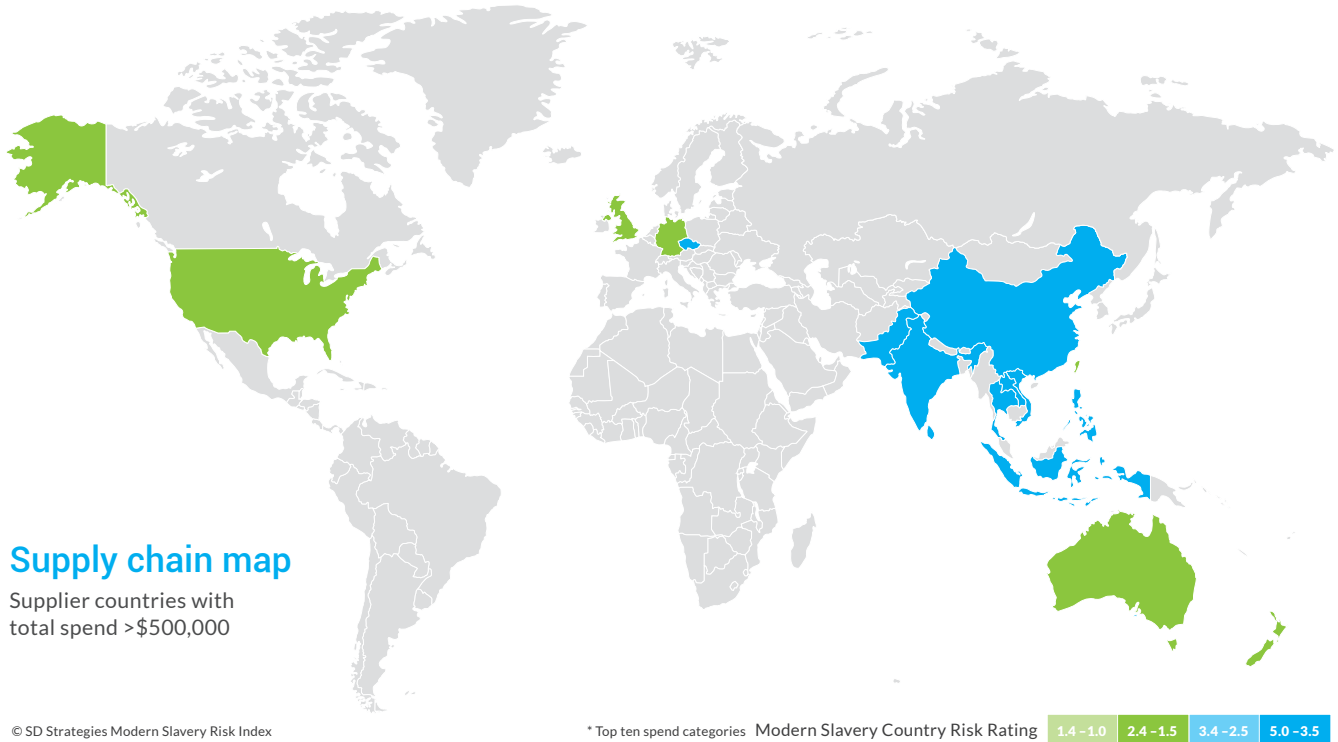 Supply chain map
Supplier countries with
total spend >$500,000
© SD Strategies Modern Slavery Risk Index
* Top ten spend categories Modern Slavery Country Risk Rating 1.4 –1.0 2.4 –1.5 3.4 –2.5 5.0 –3.5